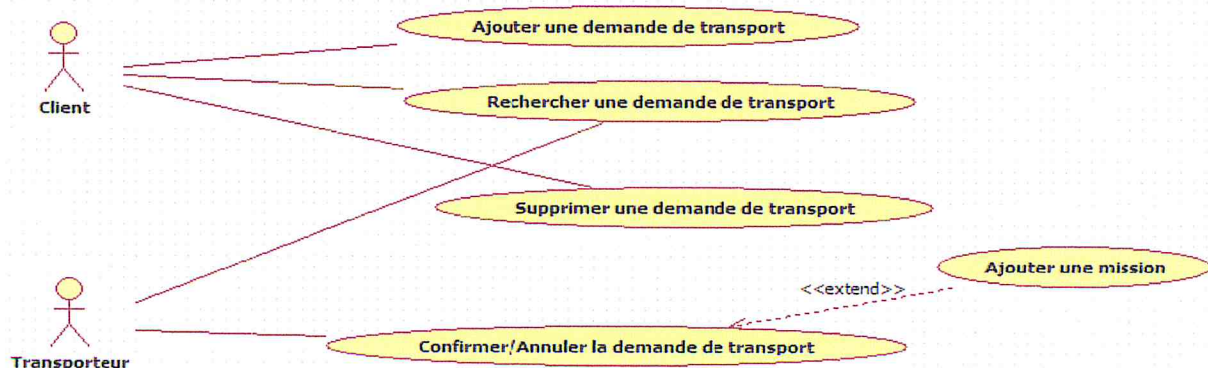 Ajouter une demande de transport
Client
Rechercher une demande de transport
Supprimer une demande de transport
Ajouter une mission
<<extend>>
Confirmer/Annuler la demande de transport
Transporteur